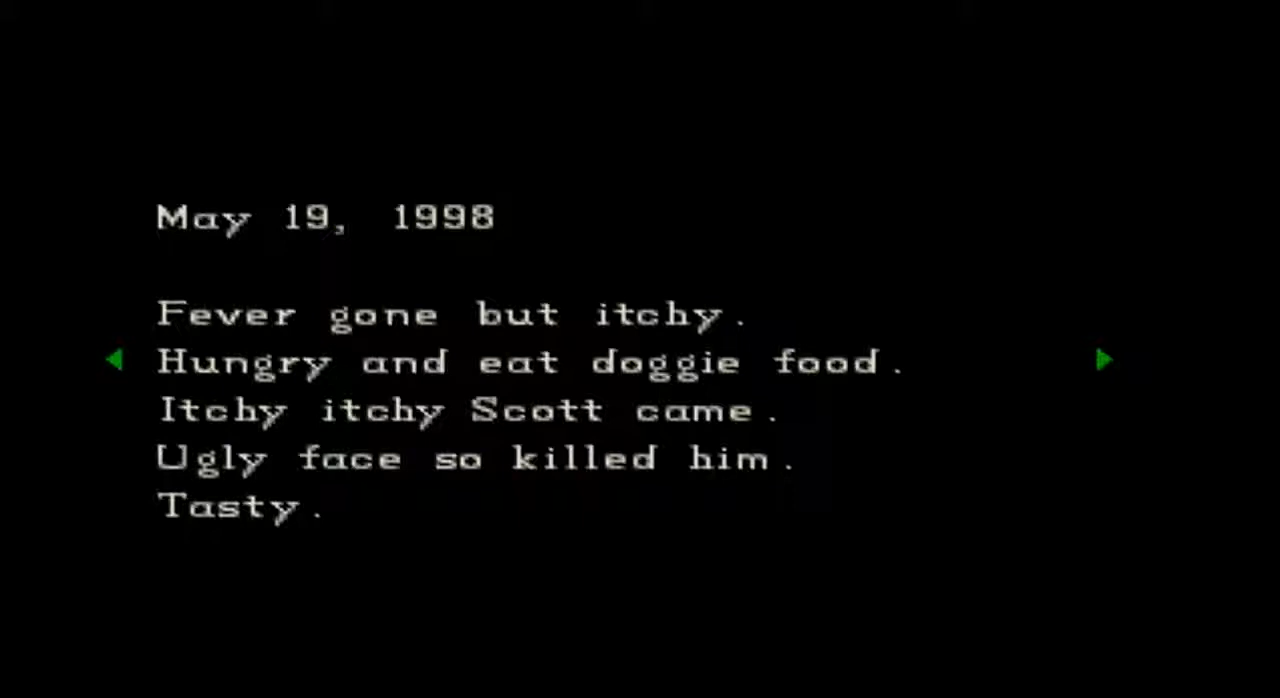 May 19, 1998
Fever gone but itchy.
Hungry and eat doggie food.
Itchy itchy Scott came.
Ugly face so killed him.
Tasty.